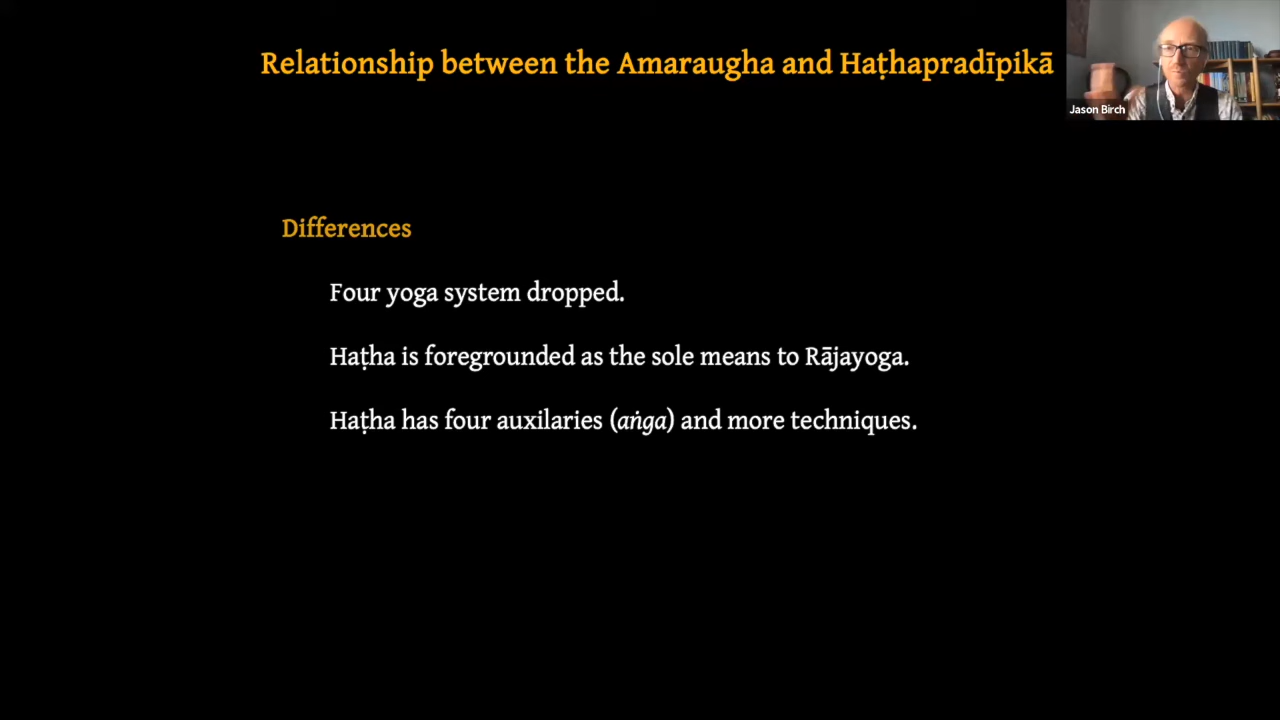 Relationship between the Amaraugha and Haṭhapradīpikā
Jason Birch
Differences
Four yoga system dropped.
Haṭha is foregrounded as the sole means to Rājayoga.
Haṭha has four auxilaries (aṅga) and more techniques.